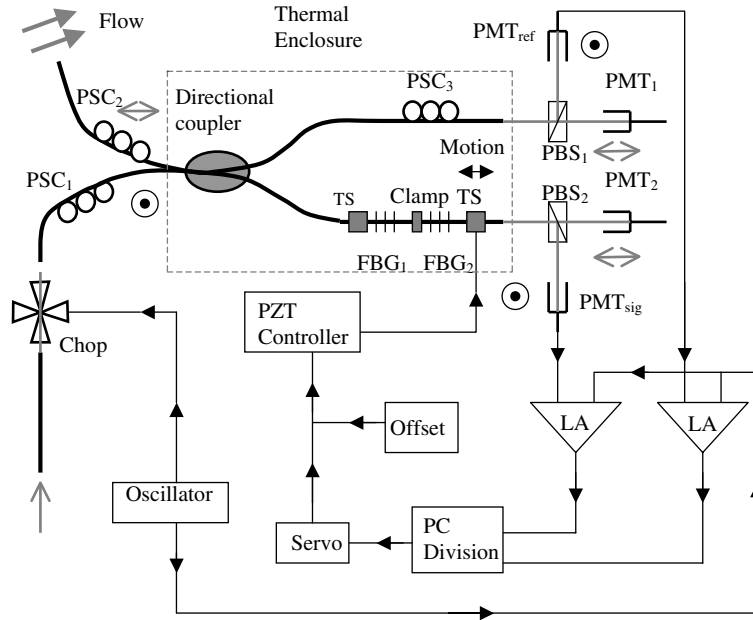 Flow
Thermal
Enclosure
PMTref
PSC3
PMT1
PSC2
Directional
coupler
Motion
PBS1
PSC1
PMT2
PBS2
TS
Clamp
TS
FBG1
FBG2
PMTsig
PZT
Controller
Chop
LA
LA
Offset
Oscillator
Servo
PC
Division